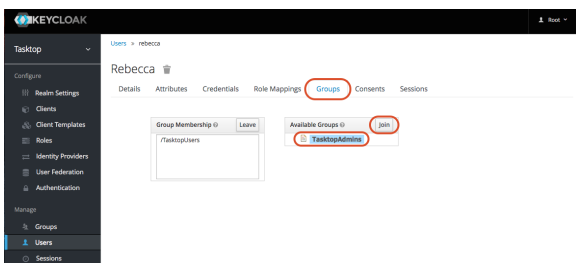 KEYCLOAK
Root
Tasktop
Users » rebecca
Configure
Rebecca
Realm Settings
Details Attributes Credentials Role Mappings Groups Consents Sessions
Clients
Client Templates
Group Membership Leave Available Groups Join
Roles
/TasktopUsers TasktopAdmins
Identity Providers
User Federation
Authentication
Manage
Groups
Users
Sessions